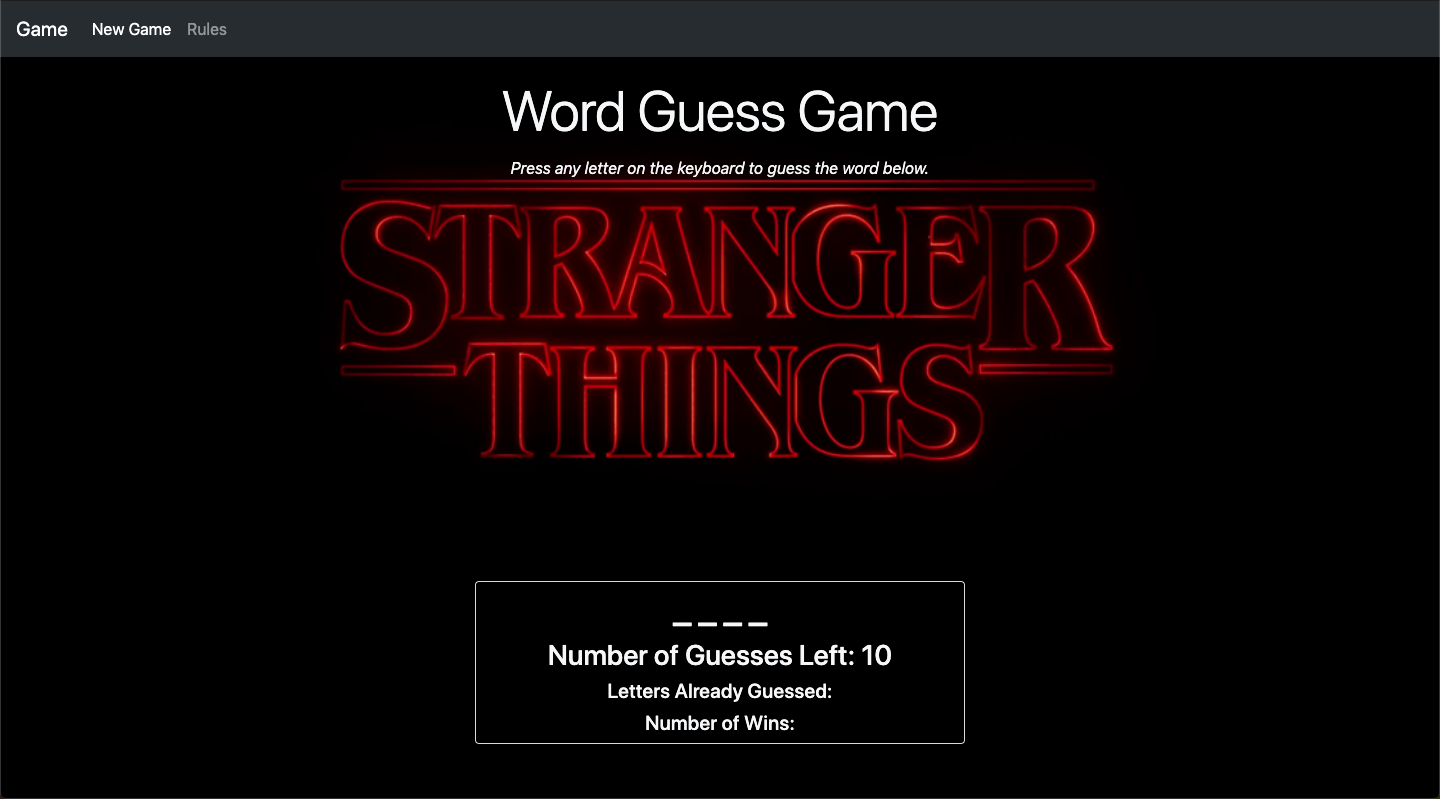 Game New Game Rules
Word Guess Game
Press any letter on the keyboard to guess the word below.
STRANGER
THINGS
_ _ _ _
Number of Guesses Left: 10
Letters Already Guessed:
Number of Wins: